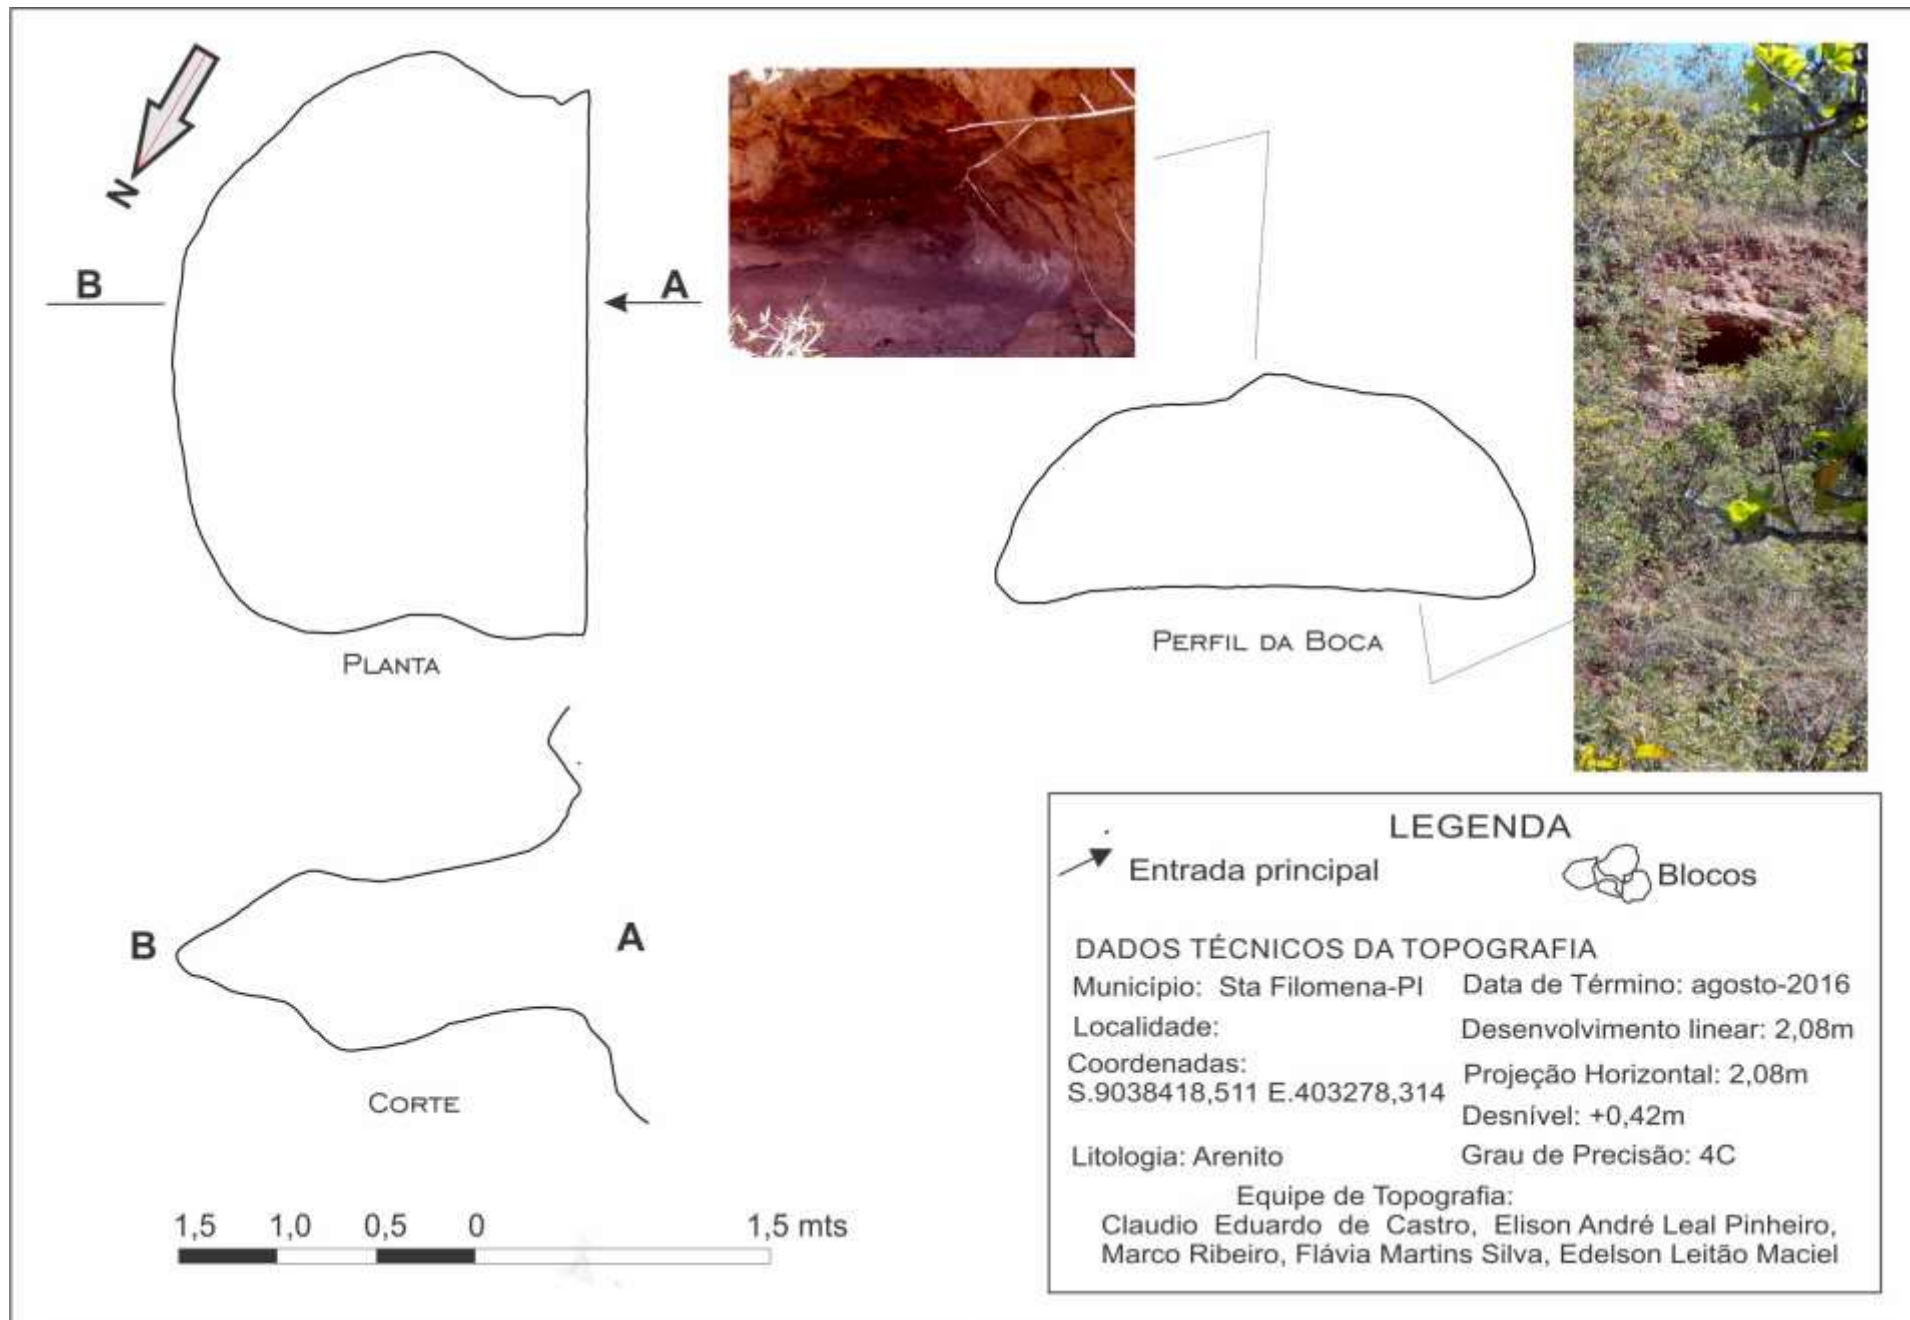 N
B
A
PLANTA
PERFIL DA BOCA
B
A
CORTE
1,5 1,0 0,5 0 1,5 mts
LEGENDA
Entrada principal
Blocos
DADOS TÉCNICOS DA TOPOGRAFIA
Município: Sta Filomena-PI
Data de Término: agosto-2016
Localidade:
Desenvolvimento linear: 2,08m
Coordenadas:
S.9038418,511 E.403278,314
Projeção Horizontal: 2,08m
Desnível: +0,42m
Litologia: Arenito
Grau de Precisão: 4C
Equipe de Topografia:
Claudio Eduardo de Castro, Elison André Leal Pinheiro,
Marco Ribeiro, Flávia Martins Silva, Edelson Leitão Maciel